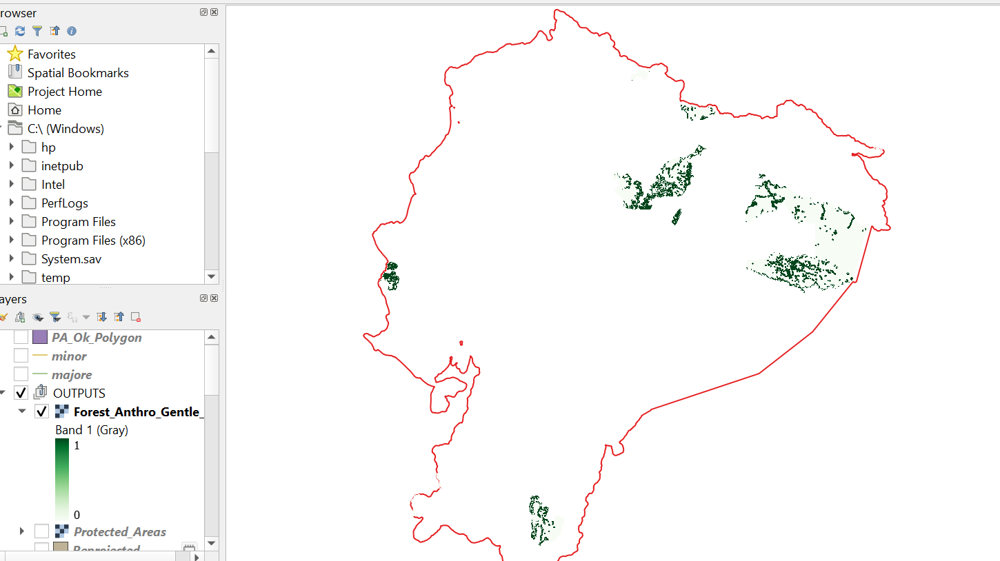 rowser
Favorites
Spatial Bookmarks
Project Home
Home
C:\ (Windows)
hp
inetpub
Intel
PerfLogs
Program Files
Program Files (x86)
System.sav
temp
ayers
PA_Ok_Polygon
minor
majore
OUTPUTS
Forest_Anthro_Gentle_
Band 1 (Gray)
1
0
Protected_Areas
Reprojected